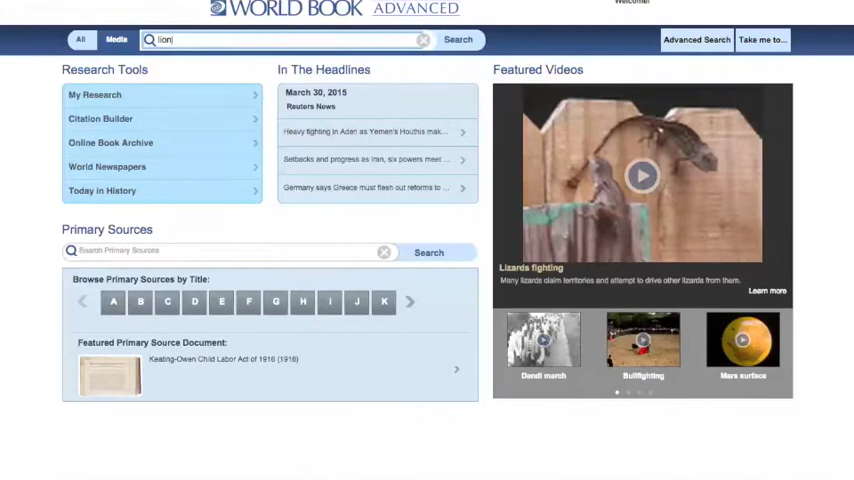 WORLD BOOK ADVANCED
Welcome!
All
Media
lion
Search
Advanced Search
Take me to...
Research Tools
My Research
Citation Builder
Online Book Archive
World Newspapers
Today in History
In The Headlines
March 30, 2015
Reuters News
Heavy fighting in Aden as Yemen's Houthis mak...
Setbacks and progress as Iran, six powers meet ...
Germany says Greece must flesh out reforms to ...
Featured Videos
Lizards fighting
Many lizards claim territories and attempt to drive other lizards from them.
Learn more
Dandi march
Bullfighting
Mars surface
Primary Sources
Search Primary Sources
Search
Browse Primary Sources by Title:
A B C D E F G H I J K
Featured Primary Source Document:
Keating-Owen Child Labor Act of 1916 (1916)